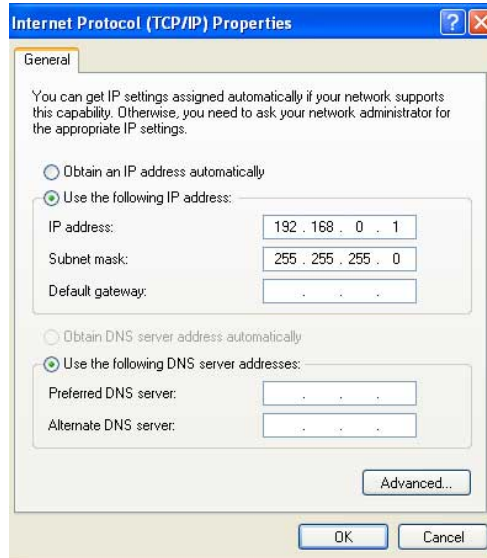 Internet Protocol (TCP/IP) Properties
General
You can get IP settings assigned automatically if your network supports
this capability. Otherwise, you need to ask your network administrator for
the appropriate IP settings.
Obtain an IP address automatically
Use the following IP address:
IP address: 192 . 168 . 0 . 1
Subnet mask: 255 . 255 . 255 . 0
Default gateway: . . .
Obtain DNS server address automatically
Use the following DNS server addresses:
Preferred DNS server: . . .
Alternate DNS server: . . .
Advanced...
OK Cancel